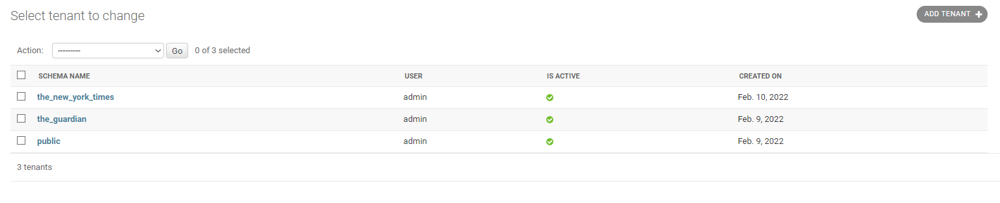 Select tenant to change
ADD TENANT
Action: --------- Go 0 of 3 selected
SCHEMA NAME USER IS ACTIVE CREATED ON
the_new_york_times admin Feb. 10, 2022
the_guardian admin Feb. 9, 2022
public admin Feb. 9, 2022
3 tenants